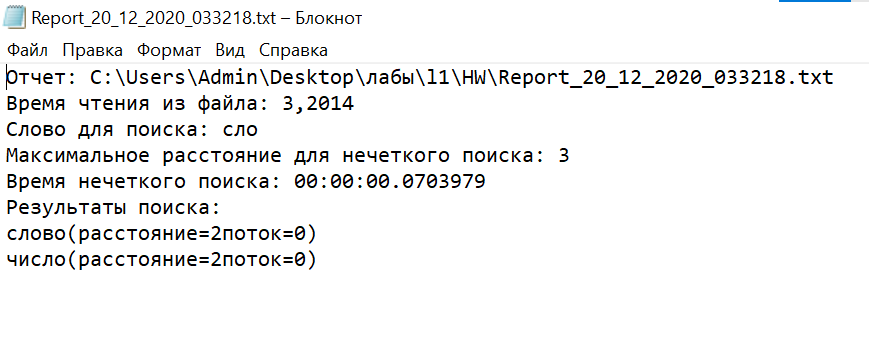 Report_20_12_2020_033218.txt – Блокнот
Файл Правка Формат Вид Справка
Отчет: C:\Users\Admin\Desktop\лабы\l1\HW\Report_20_12_2020_033218.txt
Время чтения из файла: 3,2014
Слово для поиска: сло
Максимальное расстояние для нечеткого поиска: 3
Время нечеткого поиска: 00:00:00.0703979
Результаты поиска:
слово(расстояние=2поток=0)
число(расстояние=2поток=0)